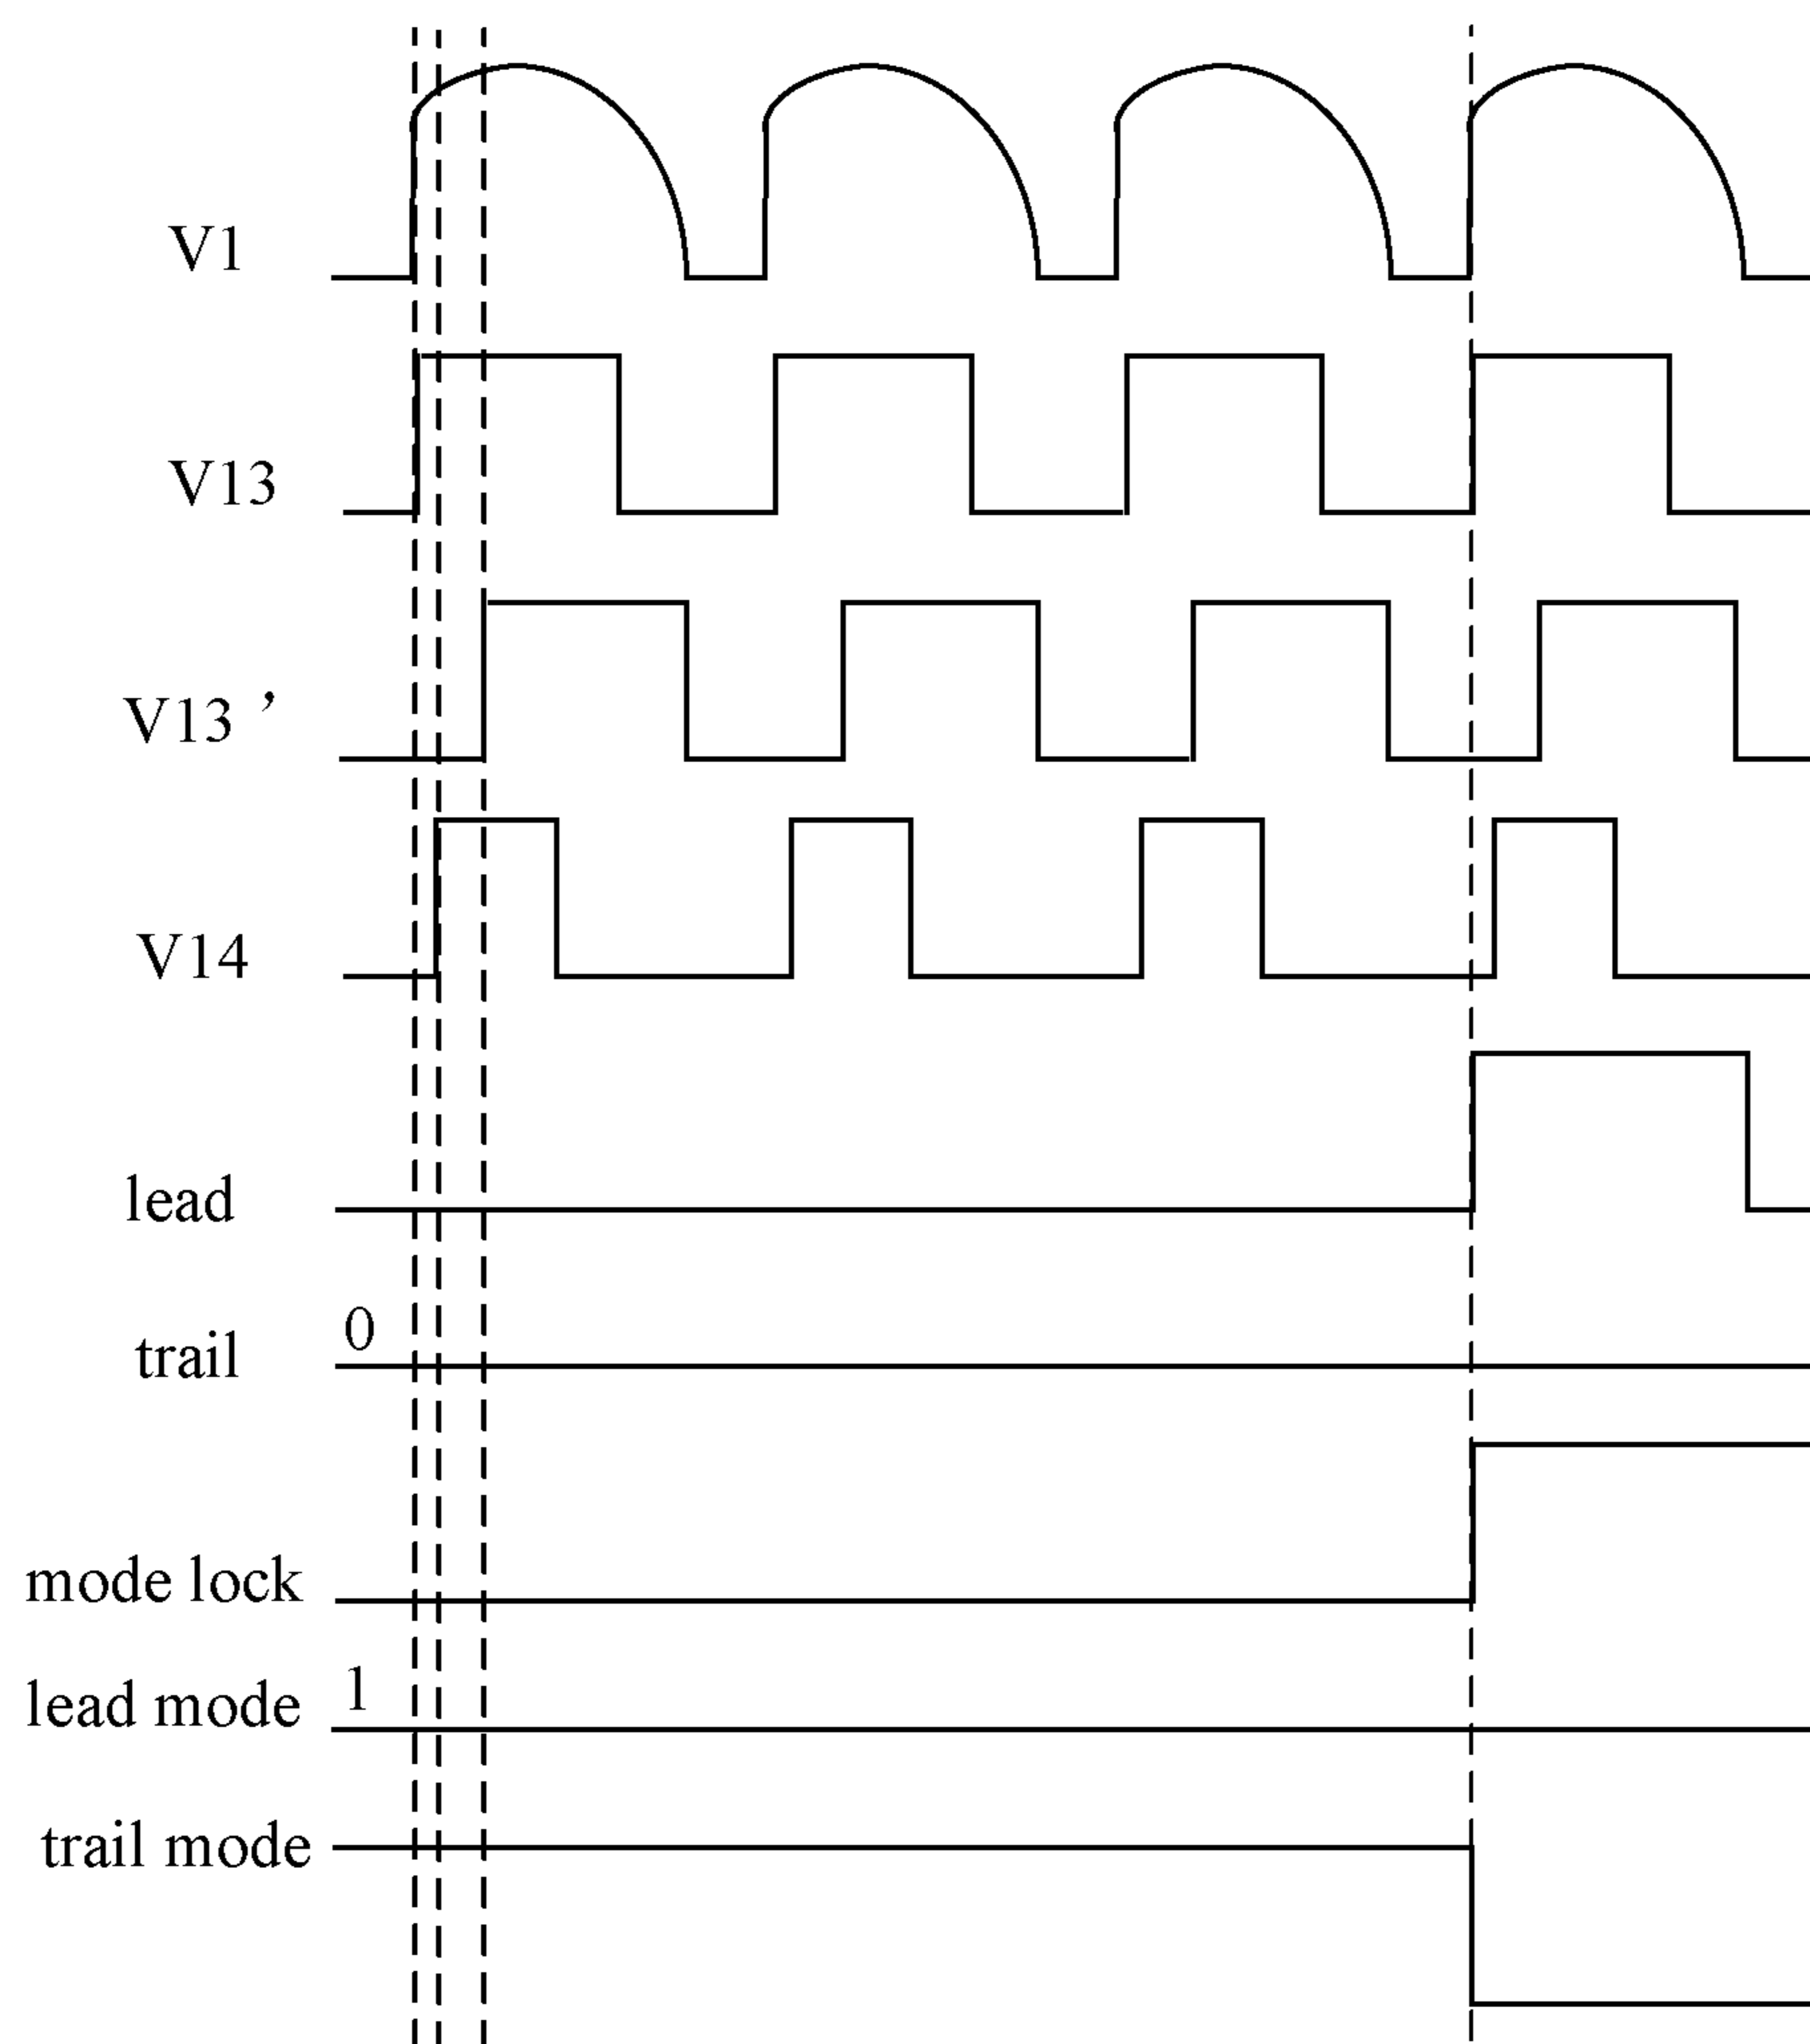 V1
V13
V13 ’
V14
lead
trail 0
mode lock
lead mode 1
trail mode